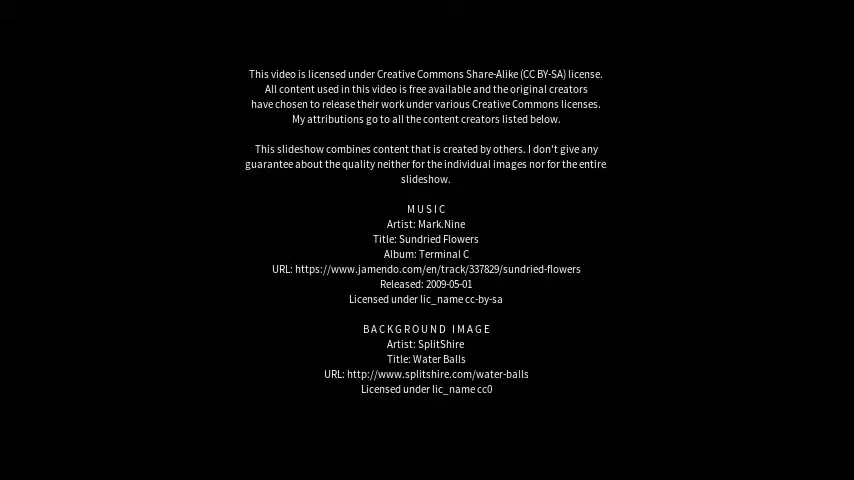 This video is licensed under Creative Commons Share-Alike (CC BY-SA) license.
All content used in this video is free available and the original creators
have chosen to release their work under various Creative Commons licenses.
My attributions go to all the content creators listed below.
This slideshow combines content that is created by others. I don't give any
guarantee about the quality neither for the individual images nor for the entire
slideshow.
MUSIC
Artist: Mark.Nine
Title: Sundried Flowers
Album: Terminal C
URL: https://www.jamendo.com/en/track/337829/sundried-flowers
Released: 2009-05-01
Licensed under lic_name cc-by-sa
BACKGROUND IMAGE
Artist: SplitShire
Title: Water Balls
URL: http://www.splitshire.com/water-balls
Licensed under lic_name cc0